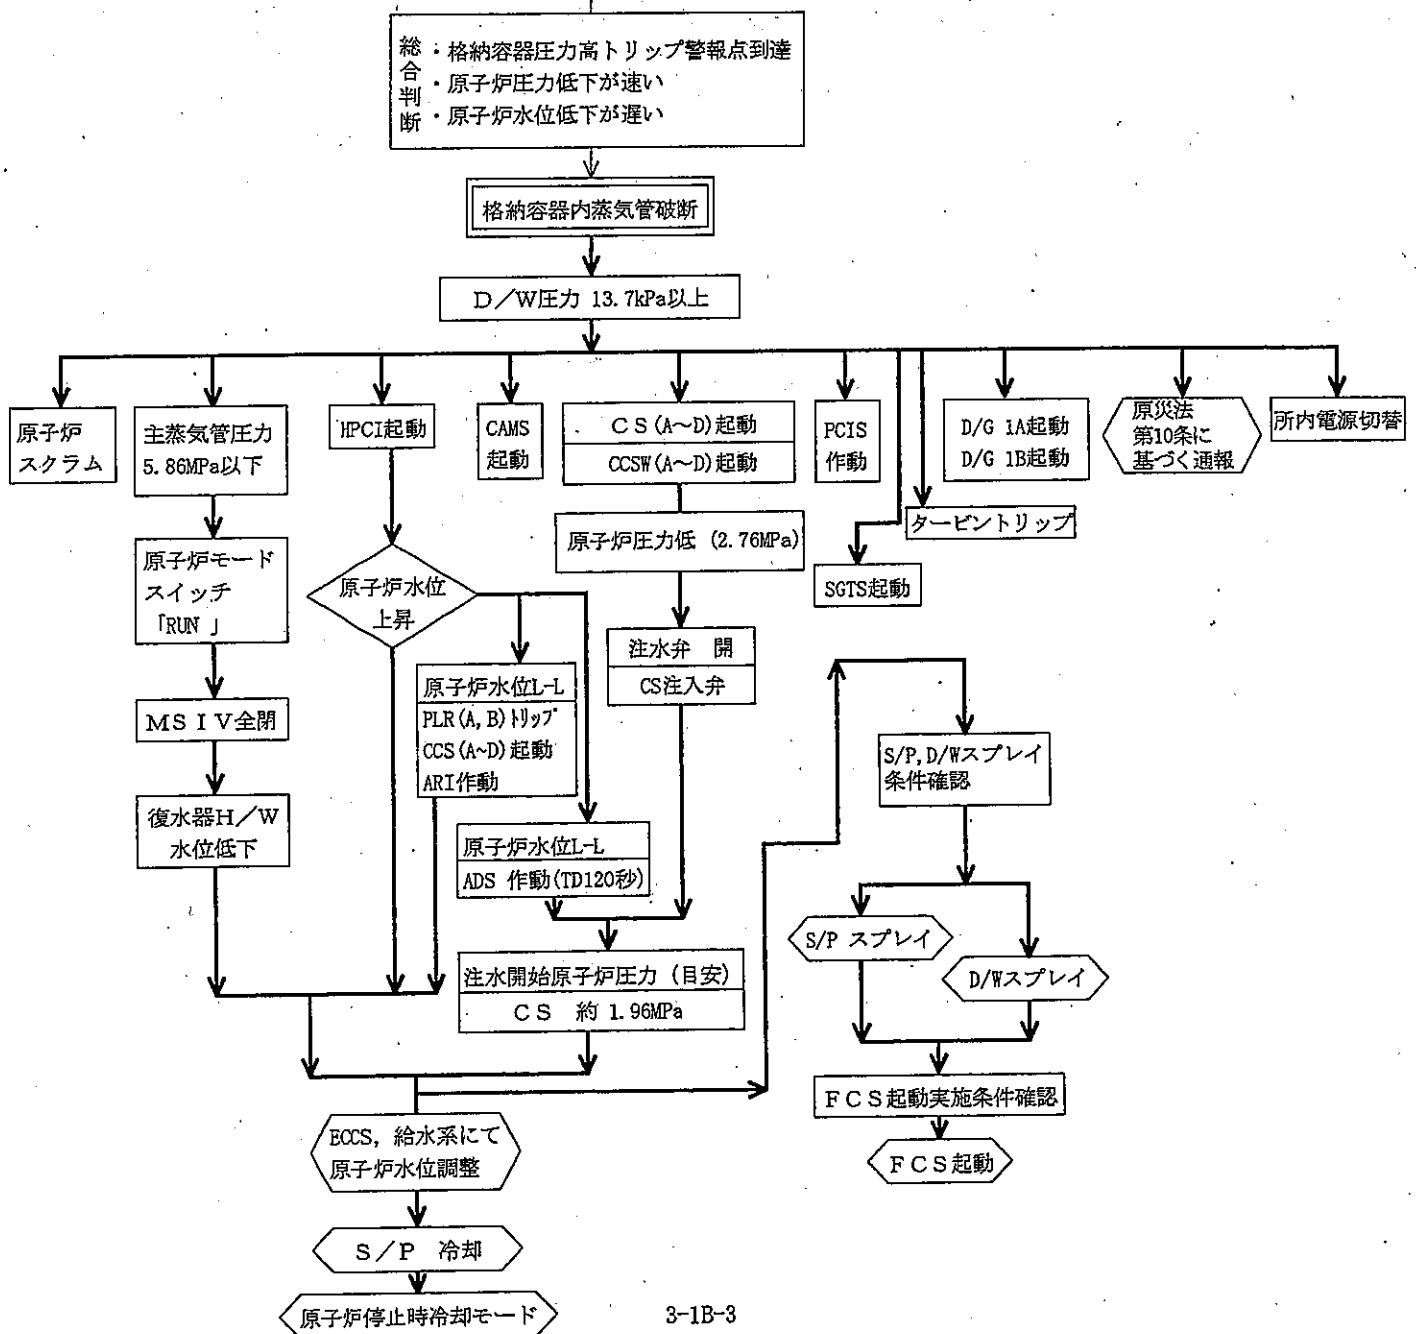 総合判断
・格納容器圧力高トリップ警報点到達
・原子炉圧力低下が速い
・原子炉水位低下が遅い
格納容器内蒸気管破断
D/W圧力 13.7kPa以上
原子炉
スクラム
主蒸気管圧力
5.86MPa以下
HPCI起動
CAMS
起動
CS(A～D)起動
CCSW(A～D)起動
PCIS
作動
D/G 1A起動
D/G 1B起動
原災法
第10条に
基づく通報
所内電源切替
タービントリップ
SGTS起動
原子炉モード
スイッチ
「RUN 」
原子炉水位
上昇
原子炉圧力低 (2.76MPa)
注水弁 開
CS注入弁
MSIV全閉
原子炉水位L-L
PLR(A,B)トリップ
CCS(A~D)起動
ARI作動
復水器H/W
水位低下
原子炉水位L-L
ADS 作動(TD120秒)
注水開始原子炉圧力 (目安)
CS 約 1.96MPa
S/P,D/Wスプレイ
条件確認
S/P スプレイ
D/Wスプレイ
FCS起動実施条件確認
FCS起動
ECCS, 給水系にて
原子炉水位調整
S/P 冷却
原子炉停止時冷却モード
3-1B-3